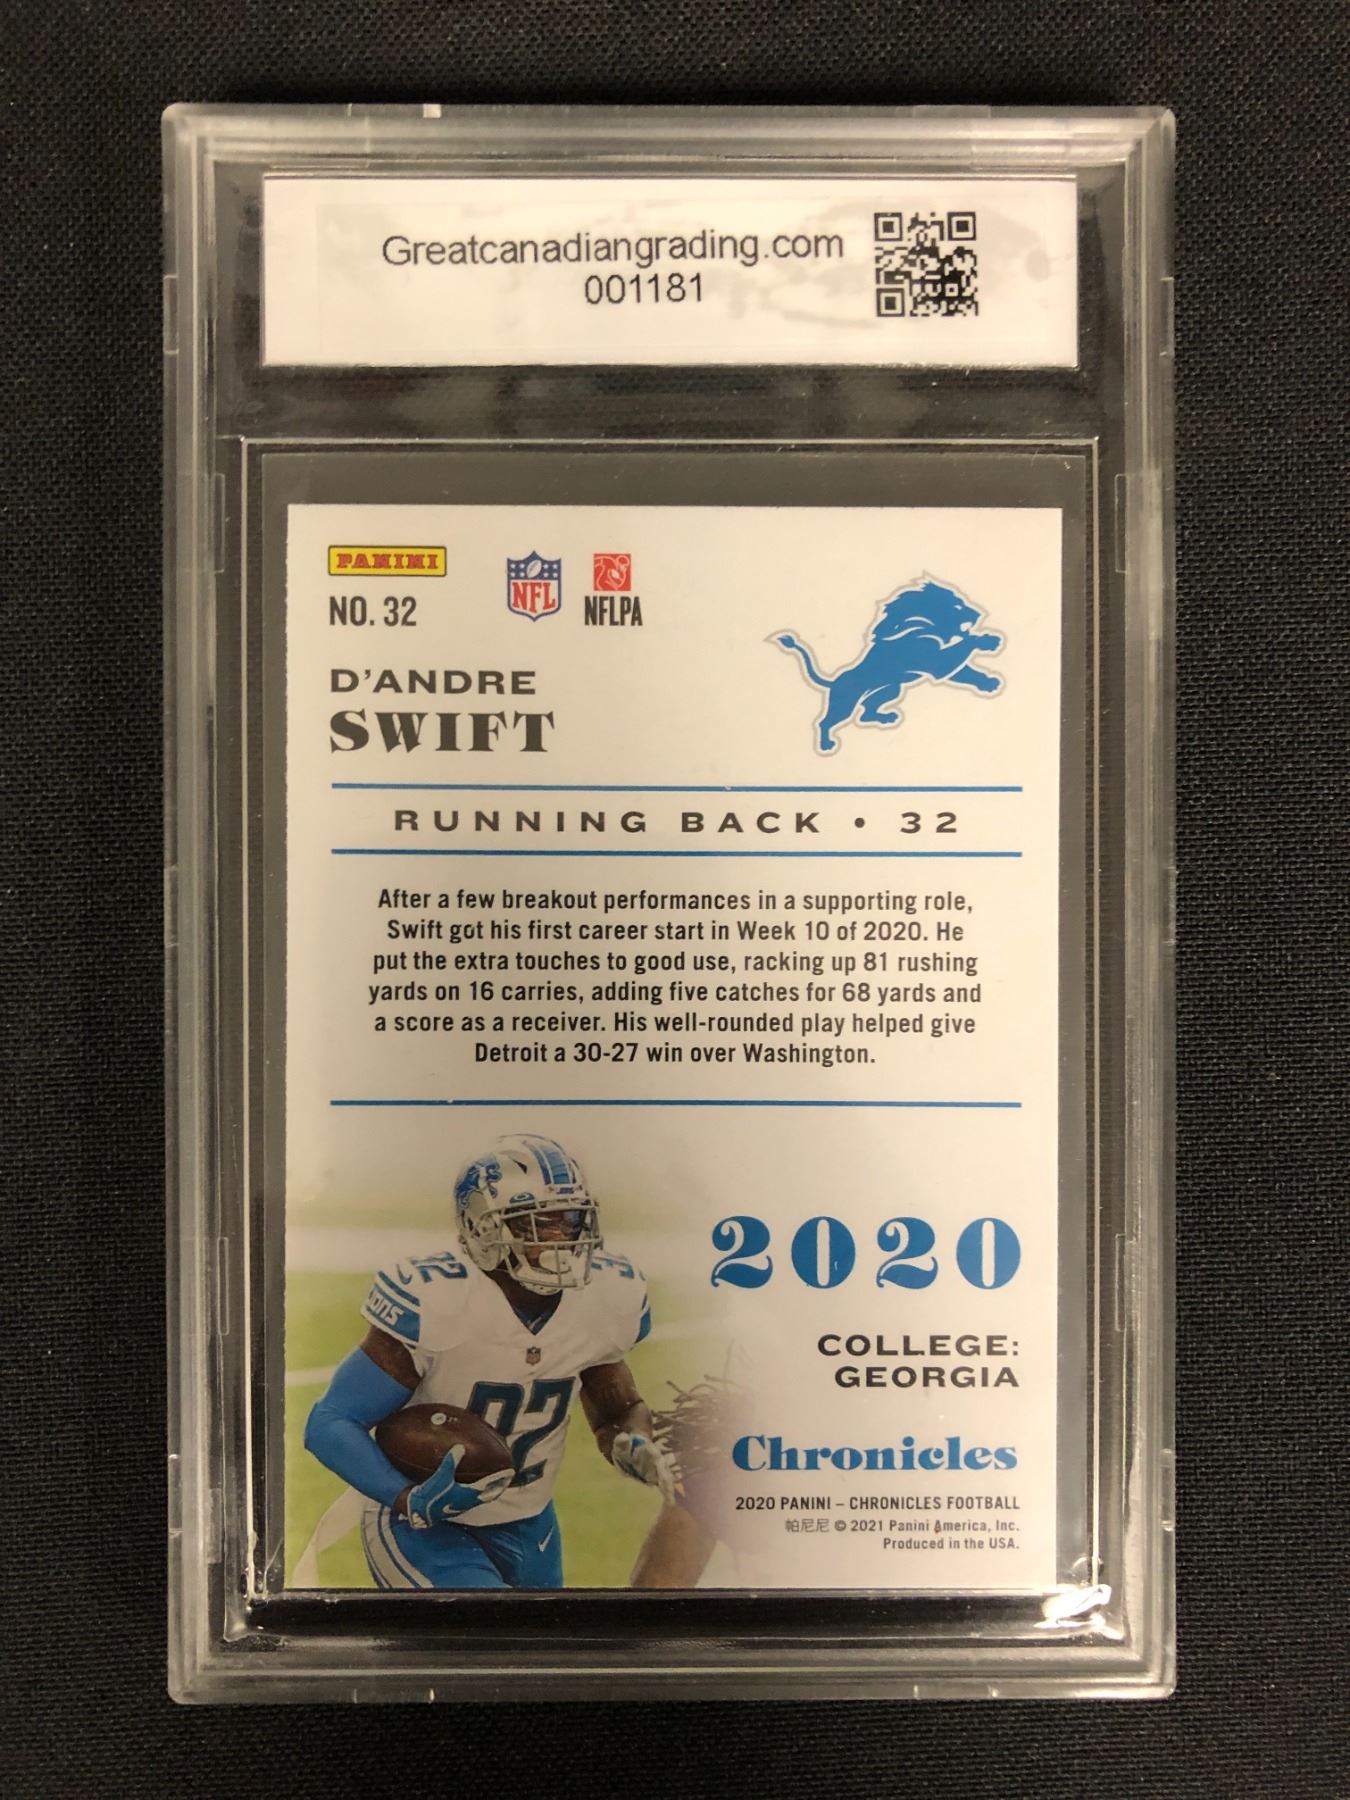 Greatcanadiangrading.com
001181
PANINI
NO. 32
NFL
NFLPA
D'ANDRE
SWIFT
RUNNING BACK • 32
After a few breakout performances in a supporting role,
Swift got his first career start in Week 10 of 2020. He
put the extra touches to good use, racking up 81 rushing
yards on 16 carries, adding five catches for 68 yards and
a score as a receiver. His well-rounded play helped give
Detroit a 30-27 win over Washington.
32
LIONS
32
2020
COLLEGE:
GEORGIA
Chronicles
2020 PANINI – CHRONICLES FOOTBALL
帕尼尼 © 2021 Panini America, Inc.
Produced in the USA.